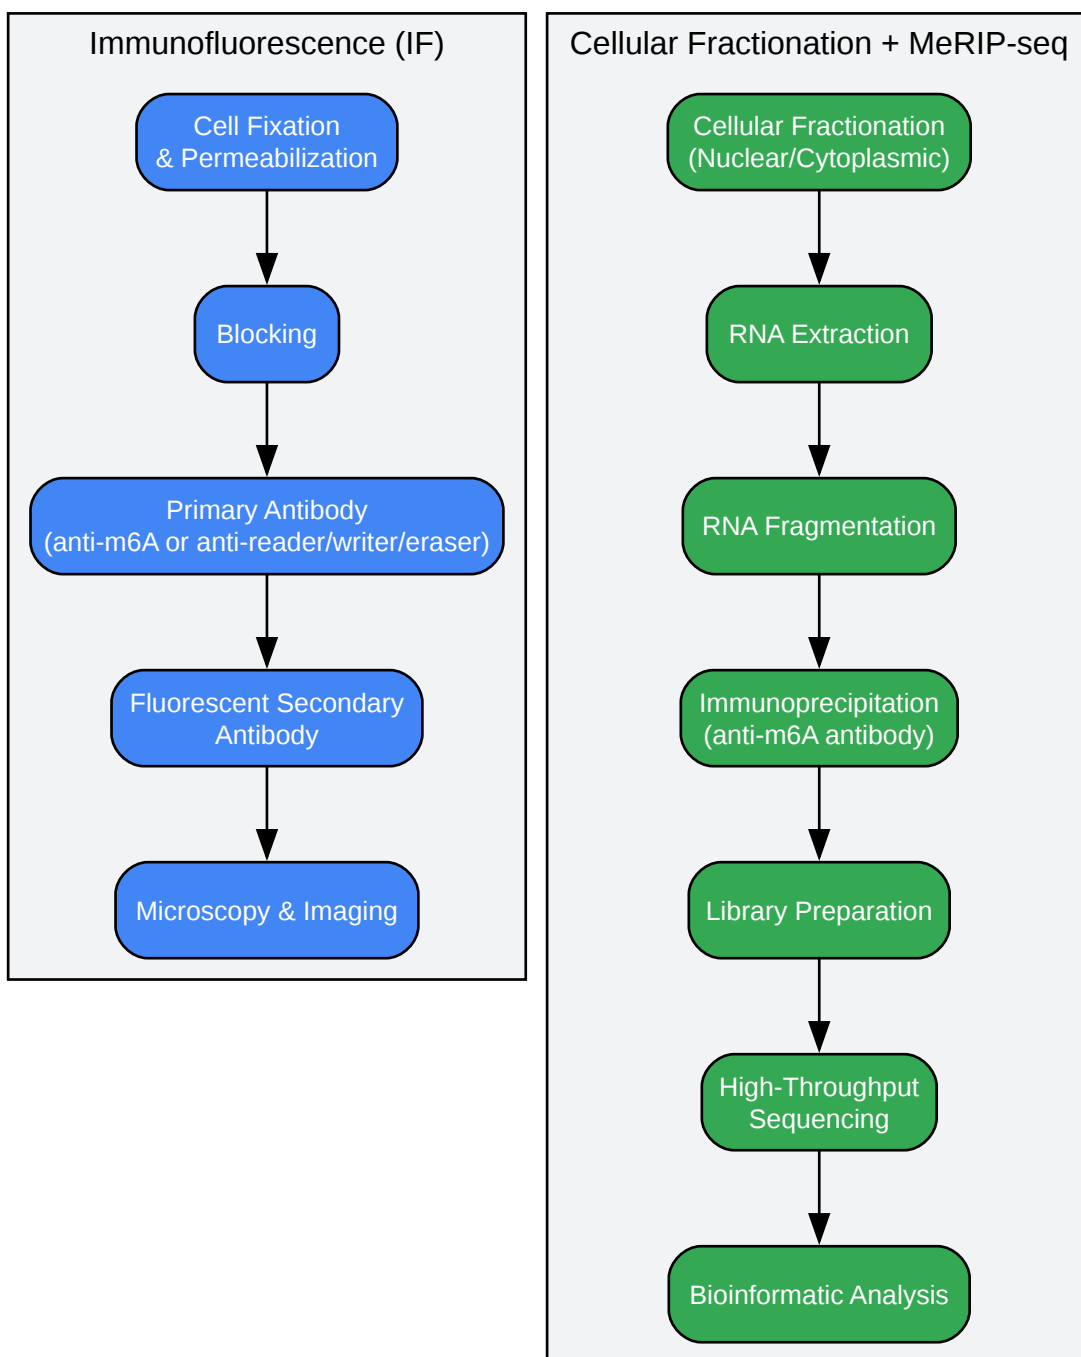 Immunofluorescence (IF)
Cell Fixation
& Permeabilization
Blocking
Primary Antibody
(anti-m6A or anti-reader/writer/eraser)
Fluorescent Secondary
Antibody
Microscopy & Imaging
Cellular Fractionation + MeRIP-seq
Cellular Fractionation
(Nuclear/Cytoplasmic)
RNA Extraction
RNA Fragmentation
Immunoprecipitation
(anti-m6A antibody)
Library Preparation
High-Throughput
Sequencing
Bioinformatic Analysis